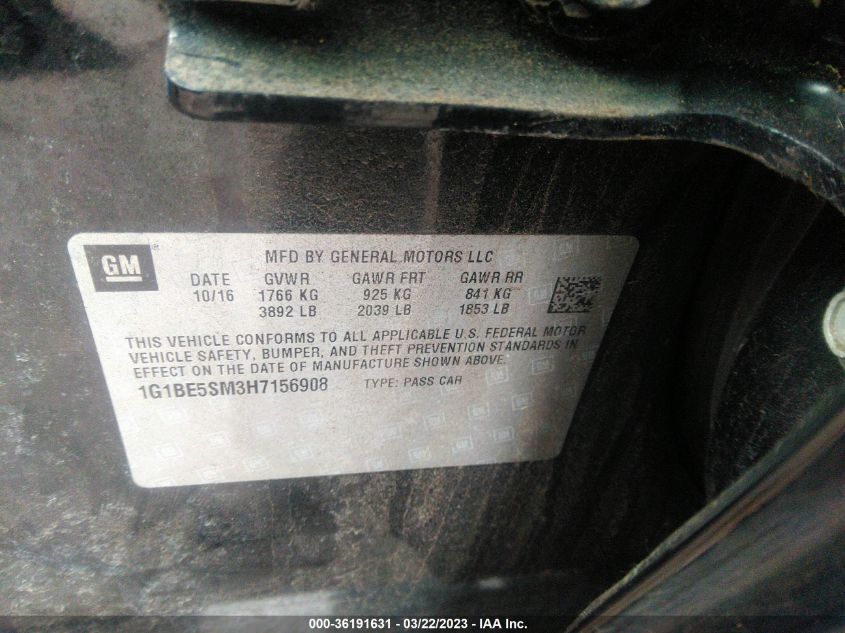 GM ®
MFD BY GENERAL MOTORS LLC
DATE GVWR GAWR FRT GAWR RR
10/16 1766 KG 925 KG 841 KG
3892 LB 2039 LB 1853 LB
THIS VEHICLE CONFORMS TO ALL APPLICABLE U.S. FEDERAL MOTOR
VEHICLE SAFETY, BUMPER, AND THEFT PREVENTION STANDARDS IN
EFFECT ON THE DATE OF MANUFACTURE SHOWN ABOVE.
1G1BE5SM3H7156908 TYPE: PASS CAR
000-36191631 - 03/22/2023 - IAA Inc.